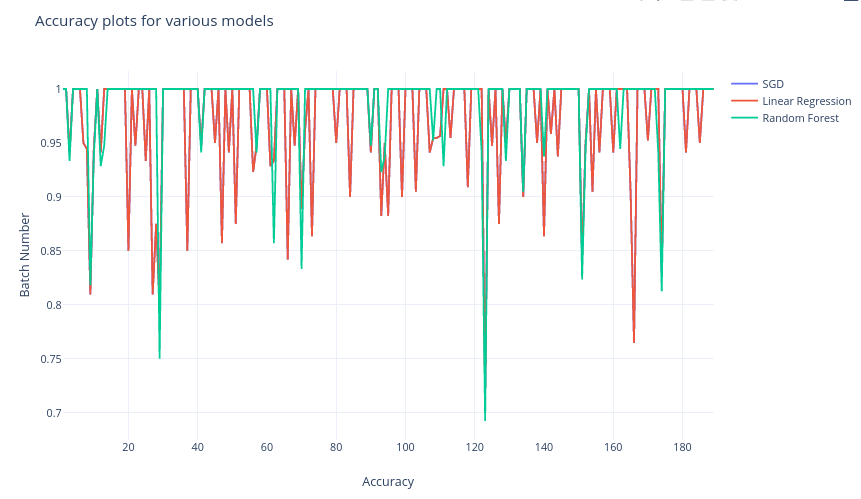 Accuracy plots for various models
SGD
Linear Regression
Random Forest
1
0.95
0.9
0.85
0.8
0.75
0.7
Batch Number
20 40 60 80 100 120 140 160 180
Accuracy